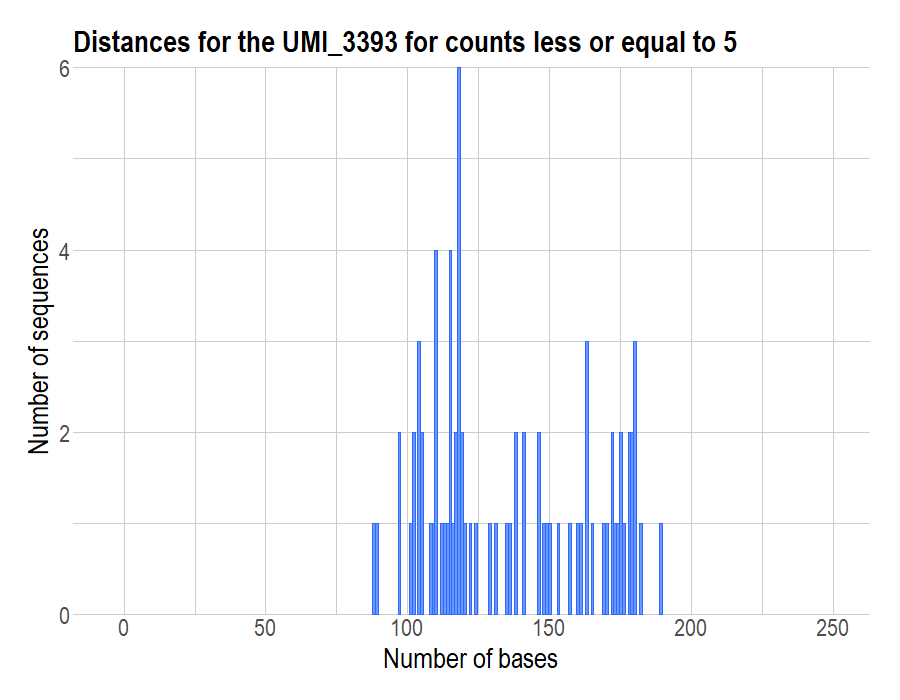 Distances for the UMI_3393 for counts less or equal to 5
6
4
2
0
Number of sequences
0 50 100 150 200 250
Number of bases